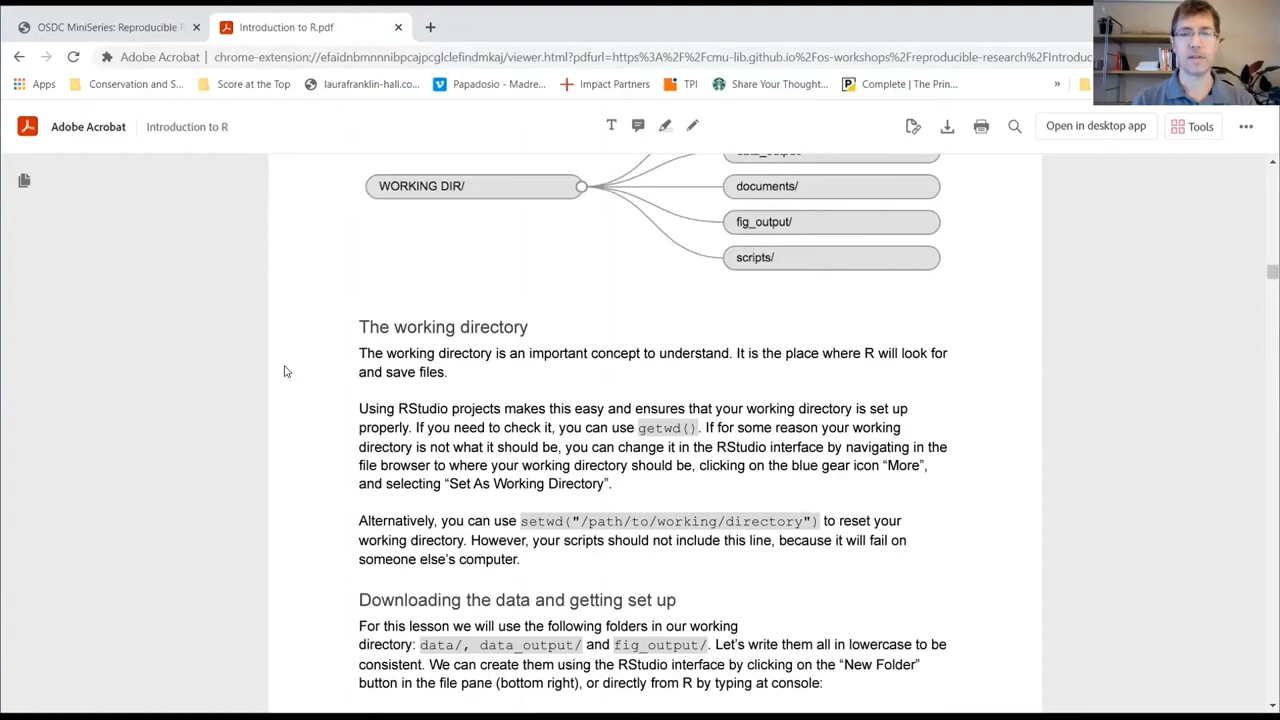 OSDC MiniSeries: Reproducible
Introduction to R.pdf
Adobe Acrobat
chrome-extension://efaidnbmnnnibpcajpcglclefindmkaj/viewer.html?pdfurl=https%3A%2F%2Fcmu-lib.github.io%2Fos-workshops%2Freproducible-research%2FIntroduc
Apps
Conservation and S...
Score at the Top
laurafranklin-hall.co...
Papadosio - Madre...
Impact Partners
TPI
Share Your Thought...
Complete | The Prin...
»
Adobe Acrobat
Introduction to R
Open in desktop app
Tools
WORKING DIR/
data_output/
documents/
fig_output/
scripts/
The working directory
The working directory is an important concept to understand. It is the place where R will look for
and save files.
Using RStudio projects makes this easy and ensures that your working directory is set up
properly. If you need to check it, you can use getwd(). If for some reason your working
directory is not what it should be, you can change it in the RStudio interface by navigating in the
file browser to where your working directory should be, clicking on the blue gear icon “More”,
and selecting “Set As Working Directory”.
Alternatively, you can use setwd("/path/to/working/directory") to reset your
working directory. However, your scripts should not include this line, because it will fail on
someone else’s computer.
Downloading the data and getting set up
For this lesson we will use the following folders in our working
directory: data/, data_output/ and fig_output/. Let’s write them all in lowercase to be
consistent. We can create them using the RStudio interface by clicking on the “New Folder”
button in the file pane (bottom right), or directly from R by typing at console: